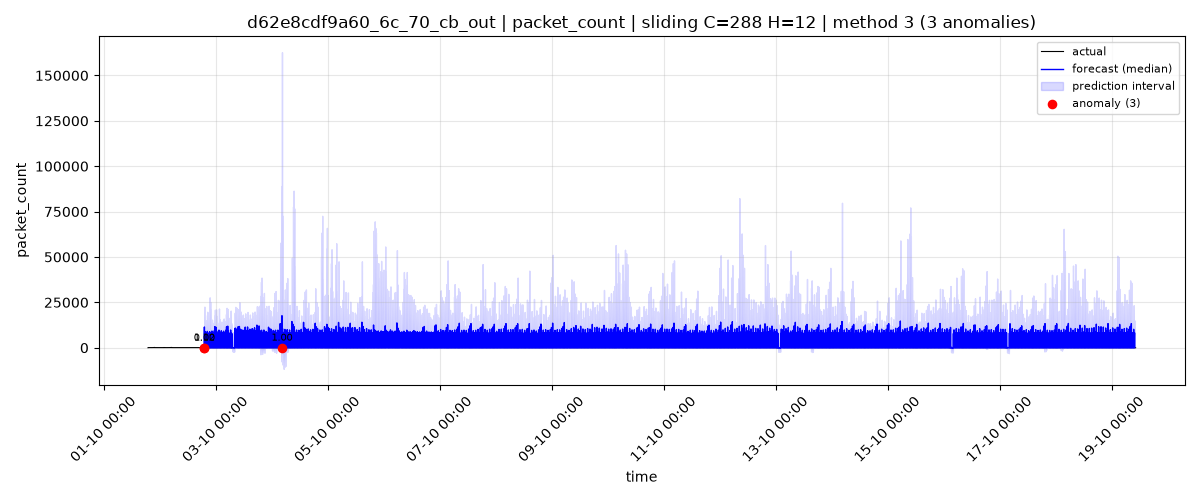 d62e8cdf9a60_6c_70_cb_out | packet_count | sliding C=288 H=12 | method 3 (3 anomalies)
actual
forecast (median)
prediction interval
anomaly (3)
packet_count
150000
125000
100000
75000
50000
25000
0
01-10 00:00
03-10 00:00
05-10 00:00
07-10 00:00
09-10 00:00
11-10 00:00
13-10 00:00
15-10 00:00
17-10 00:00
19-10 00:00
time